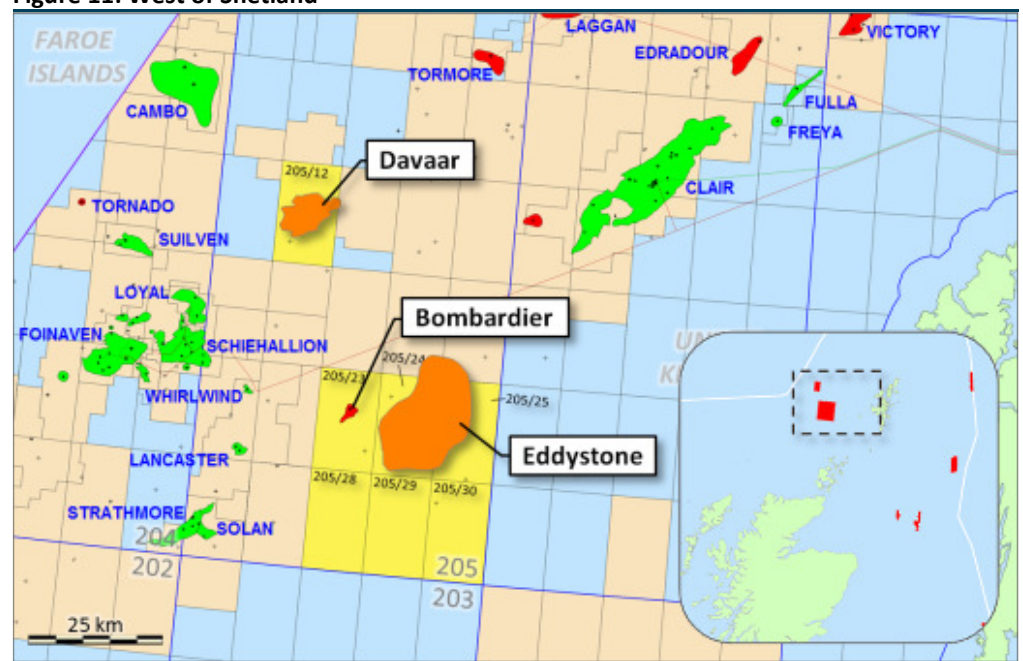 Figure 11: West of Shetland
FAROE
ISLANDS
LAGGAN
VICTORY
EDRADOUR
TORMORE
CAMBO
FULLA
FREYA
Davaar
205/12
CLAIR
TORNADO
SUILVEN
LOYAL
Bombardier
FOINAVEN
SCHIEHALLION
205/24
205/23
WHIRLWIND
205/25
Eddystone
LANCASTER
205/28
205/29
205/30
STRATHMORE
SOLAN
204
202
205
203
25 km